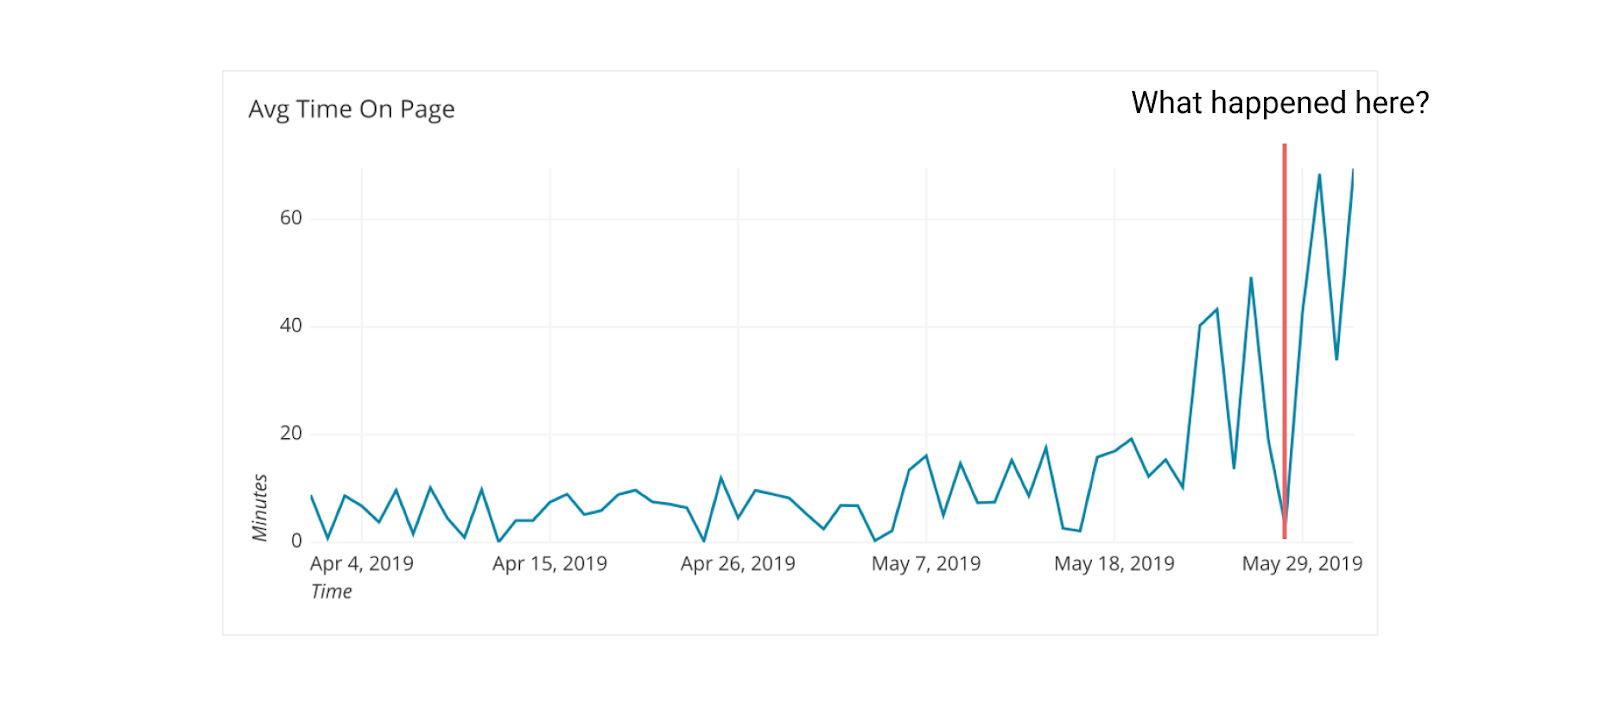 What happened here?
Avg Time On Page
60
40
20
0
Minutes
Apr 4, 2019 Apr 15, 2019 Apr 26, 2019 May 7, 2019 May 18, 2019 May 29, 2019
Time